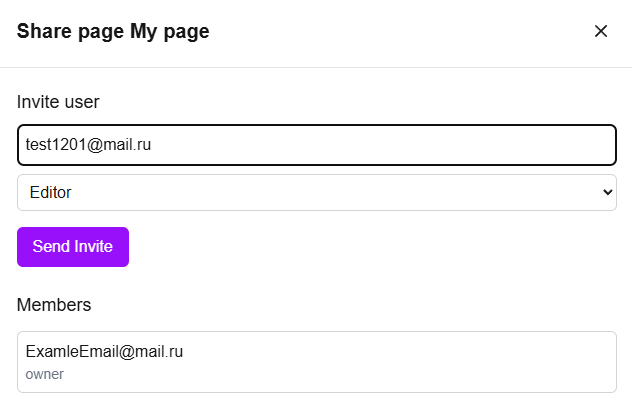 Share page My page
Invite user
test1201@mail.ru
Editor
Send Invite
Members
ExamleEmail@mail.ru
owner